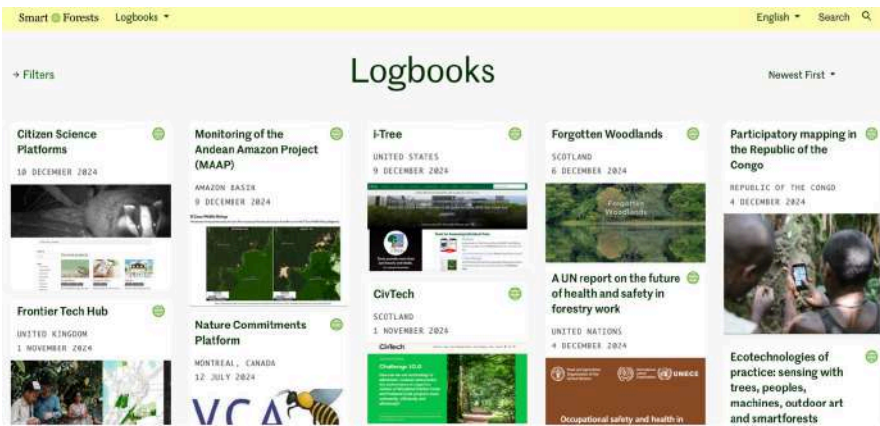 Smart Forests
Logbooks
English
Search
→ Filters
Logbooks
Newest First
Citizen Science
Platforms
10 DECEMBER 2024
Monitoring of the
Andean Amazon Project
(MAAP)
AMAZON BASIN
9 DECEMBER 2024
i-Tree
UNITED STATES
9 DECEMBER 2024
Forgotten Woodlands
SCOTLAND
6 DECEMBER 2024
Forgotten
Woodlands
Participatory mapping in
the Republic of the
Congo
REPUBLIC OF THE CONGO
4 DECEMBER 2024
Frontier Tech Hub
UNITED KINGDOM
1 NOVEMBER 2024
Nature Commitments
Platform
MONTREAL, CANADA
12 JULY 2024
VCA
CivTech
SCOTLAND
1 NOVEMBER 2024
CivTech
Challenge 10.0
A UN report on the future
of health and safety in
forestry work
UNITED NATIONS
4 DECEMBER 2024
UNECE
Occupational safety and health in
Ecotechnologies of
practice: sensing with
trees, peoples,
machines, outdoor art
and smartforests